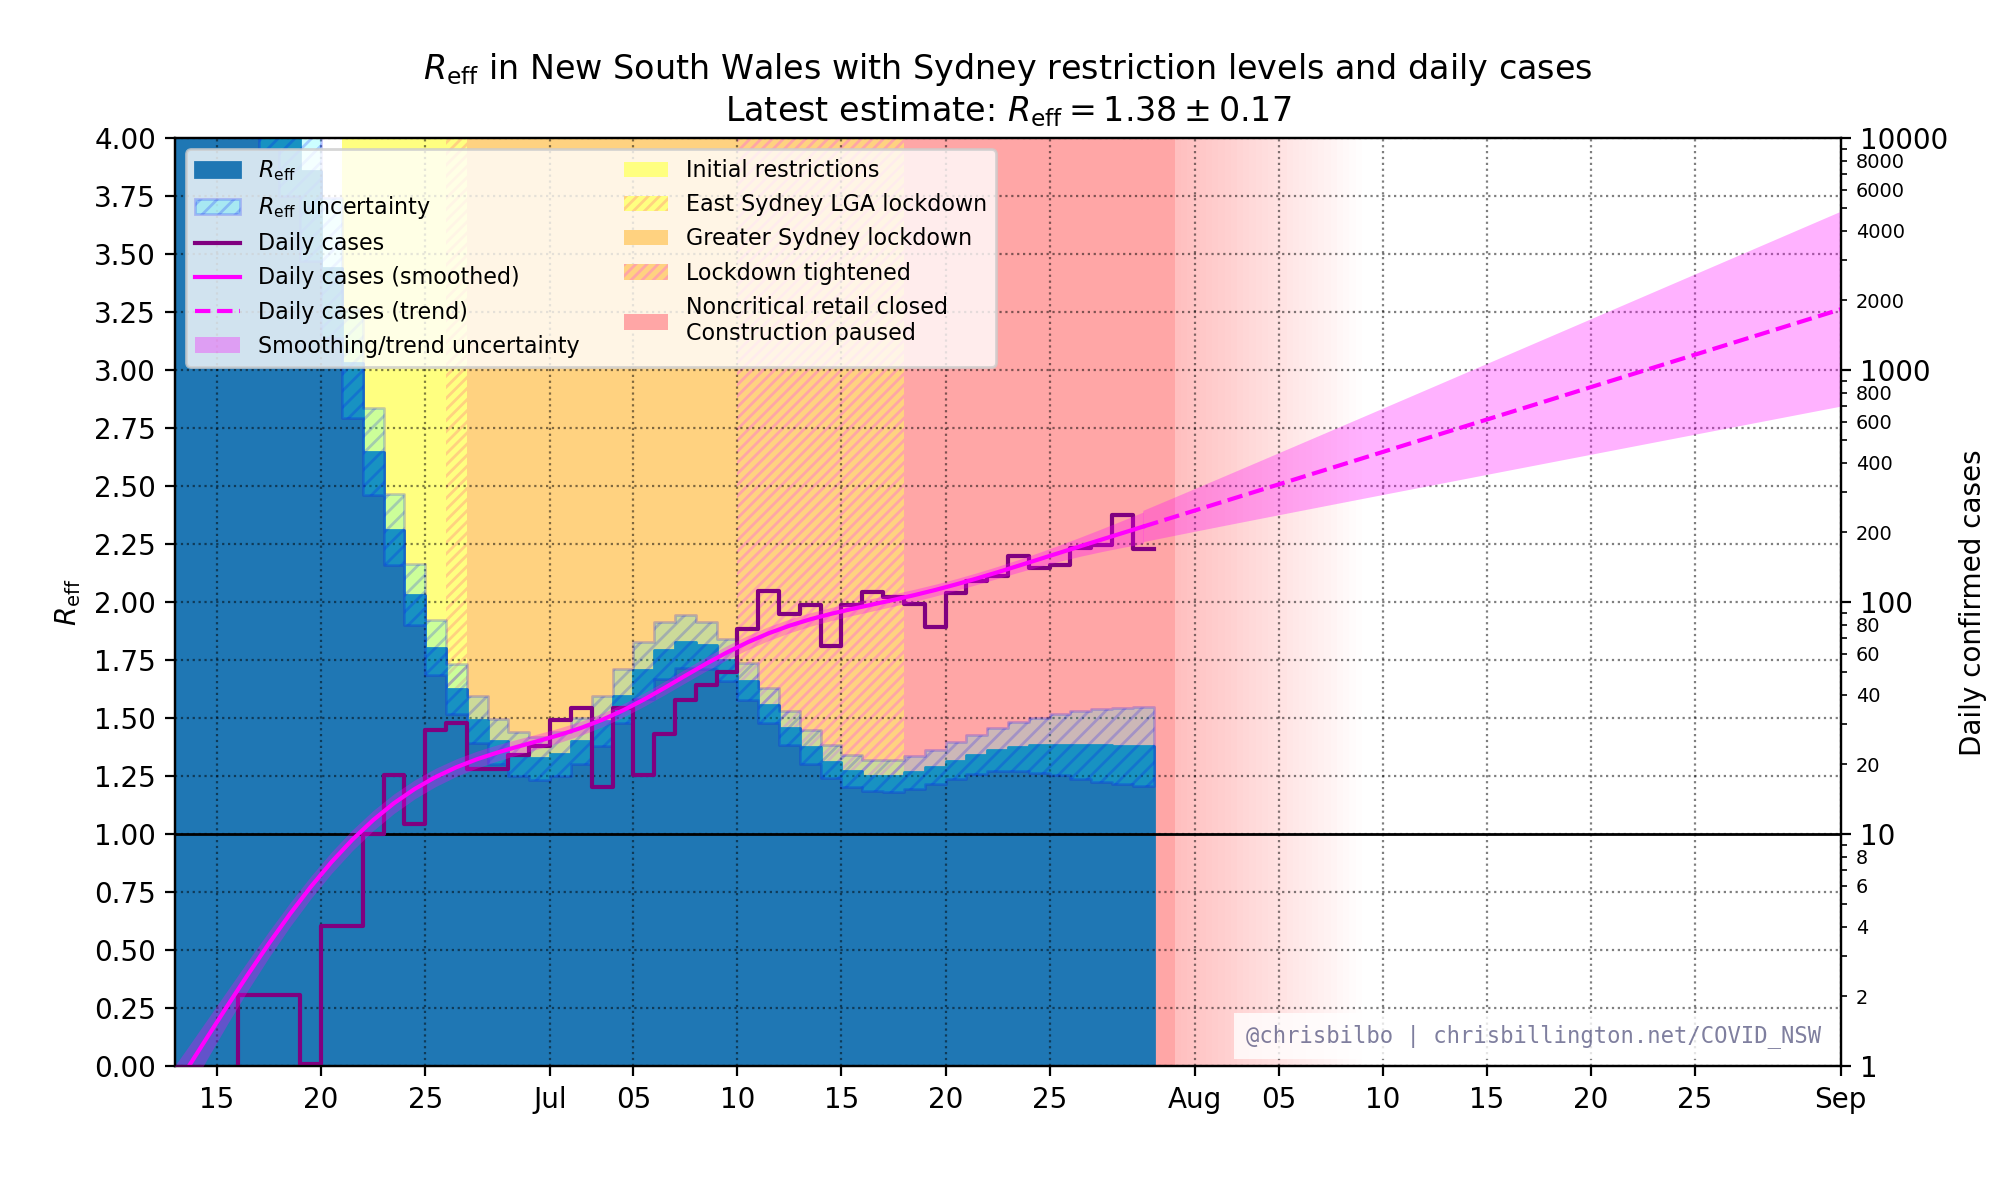 R_eff in New South Wales with Sydney restriction levels and daily cases
Latest estimate: R_eff = 1.38 ± 0.17
R_eff
R_eff uncertainty
Daily cases
Daily cases (smoothed)
Daily cases (trend)
Smoothing/trend uncertainty
Initial restrictions
East Sydney LGA lockdown
Greater Sydney lockdown
Lockdown tightened
Noncritical retail closed
Construction paused
R_eff
4.00
3.75
3.50
3.25
3.00
2.75
2.50
2.25
2.00
1.75
1.50
1.25
1.00
0.75
0.50
0.25
0.00
10000
8000
6000
4000
2000
1000
800
600
400
200
100
80
60
40
20
10
8
6
4
2
1
Daily confirmed cases
@chrisbilbo | chrisbillington.net/COVID_NSW
15 20 25 Jul 05 10 15 20 25 Aug 05 10 15 20 25 Sep